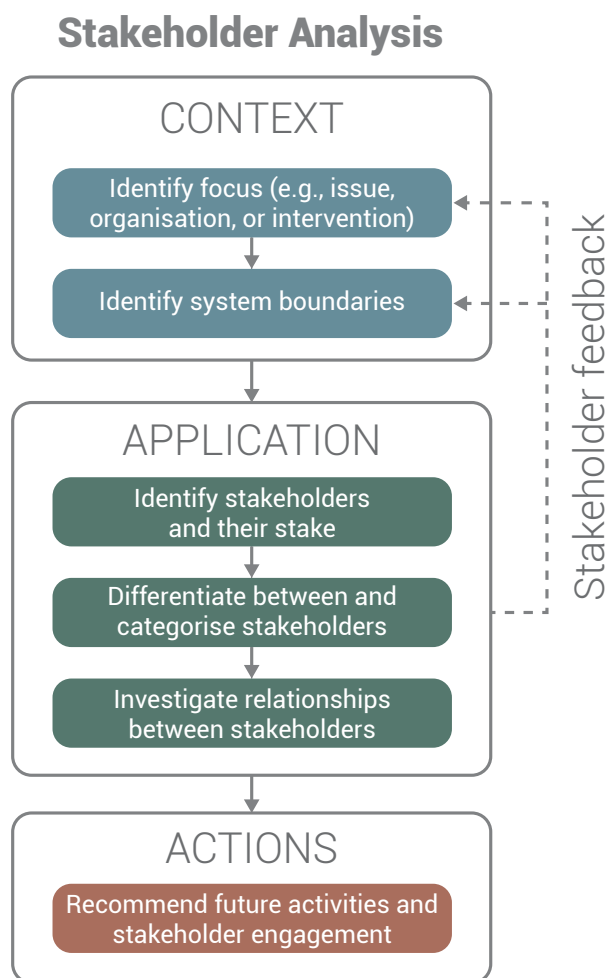 Stakeholder Analysis
CONTEXT
Identify focus (e.g., issue,
organisation, or intervention)
Identify system boundaries
Stakeholder feedback
APPLICATION
Identify stakeholders
and their stake
Differentiate between and
categorise stakeholders
Investigate relationships
between stakeholders
ACTIONS
Recommend future activities and
stakeholder engagement